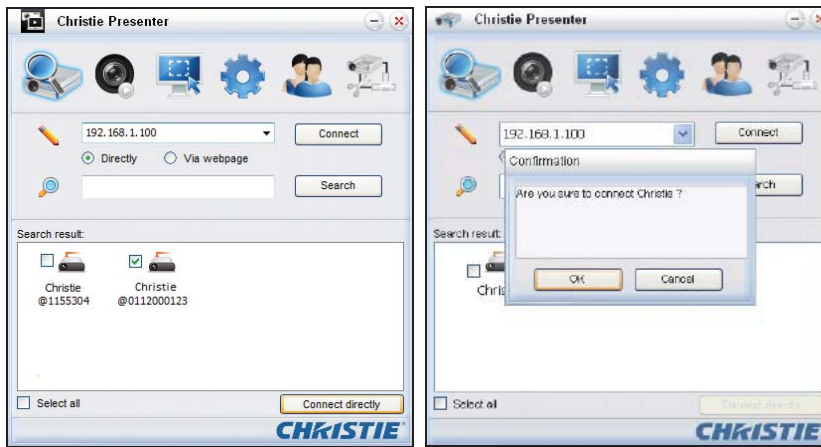 Christie Presenter
192.168.1.100
Connect
Directly
Via webpage
Search
Search result:
Christie
@1155304
Christie
@0112000123
Select all
Connect directly
CHRISTIE
Christie Presenter
192.168.1.100
Connect
Confirmation
Are you sure to connect Christie ?
arch
Search result:
OK
Cancel
Chris
Select all
Connect directly
CHRISTIE